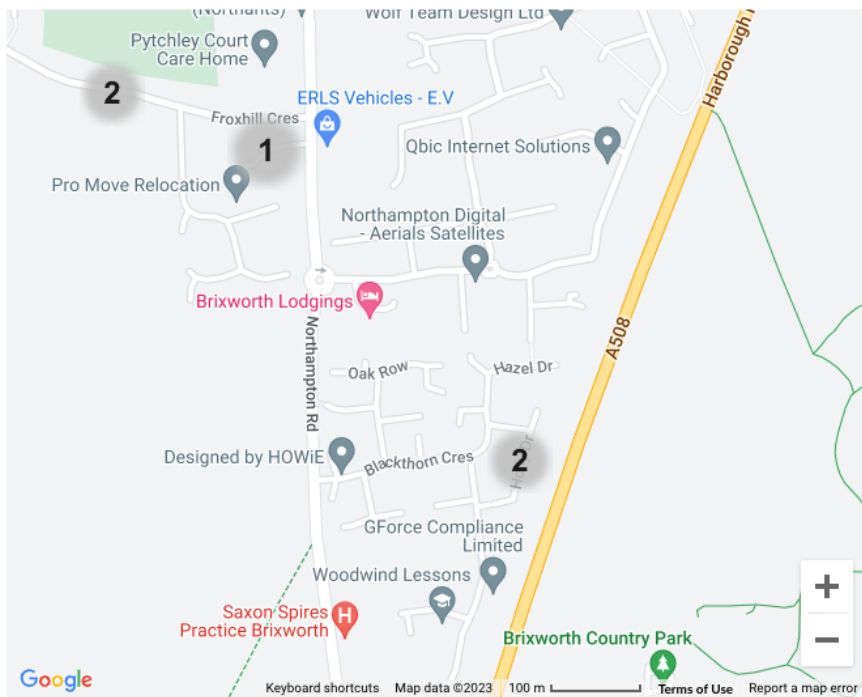 (Northants)
Wolf Team Design Ltd
Pytchley Court
Care Home
Harborough
2
ERLS Vehicles - E.V
Froxhill Cres
1
Qbic Internet Solutions
Pro Move Relocation
Northampton Digital
- Aerials Satellites
Brixworth Lodgings
Northampton Rd
A508
Oak Row
Hazel Dr
Designed by HOWiE
Blackthorn Cres
2
Dr
GForce Compliance
Limited
Woodwind Lessons
Saxon Spires
Practice Brixworth
H
Brixworth Country Park
+
−
Google
Keyboard shortcuts
Map data ©2023
100 m
Terms of Use
Report a map error